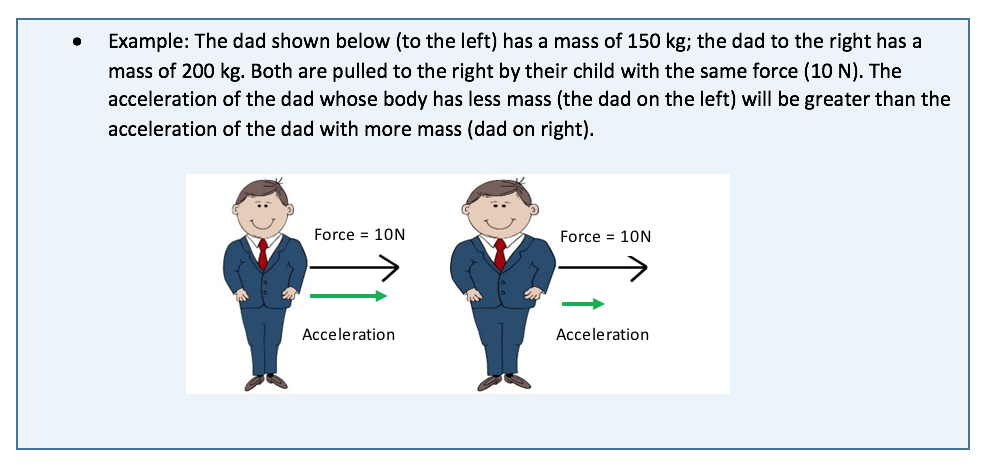 • Example: The dad shown below (to the left) has a mass of 150 kg; the dad to the right has a
mass of 200 kg. Both are pulled to the right by their child with the same force (10 N). The
acceleration of the dad whose body has less mass (the dad on the left) will be greater than the
acceleration of the dad with more mass (dad on right).
Force = 10N
Acceleration
Force = 10N
Acceleration